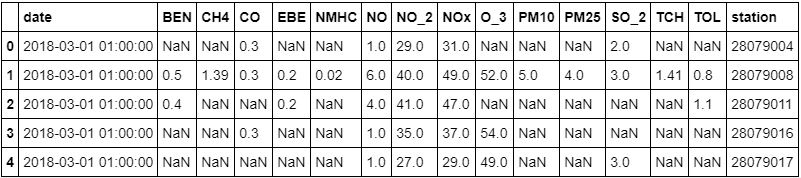 date BEN CH4 CO EBE NMHC NO NO_2 NOx O_3 PM10 PM25 SO_2 TCH TOL station
0 2018-03-01 01:00:00 NaN NaN 0.3 NaN NaN 1.0 29.0 31.0 NaN NaN NaN 2.0 NaN NaN 28079004
1 2018-03-01 01:00:00 0.5 1.39 0.3 0.2 0.02 6.0 40.0 49.0 52.0 5.0 4.0 3.0 1.41 0.8 28079008
2 2018-03-01 01:00:00 0.4 NaN NaN 0.2 NaN 4.0 41.0 47.0 NaN NaN NaN NaN NaN 1.1 28079011
3 2018-03-01 01:00:00 NaN NaN 0.3 NaN NaN 1.0 35.0 37.0 54.0 NaN NaN NaN NaN NaN 28079016
4 2018-03-01 01:00:00 NaN NaN NaN NaN NaN 1.0 27.0 29.0 49.0 NaN NaN 3.0 NaN NaN 28079017